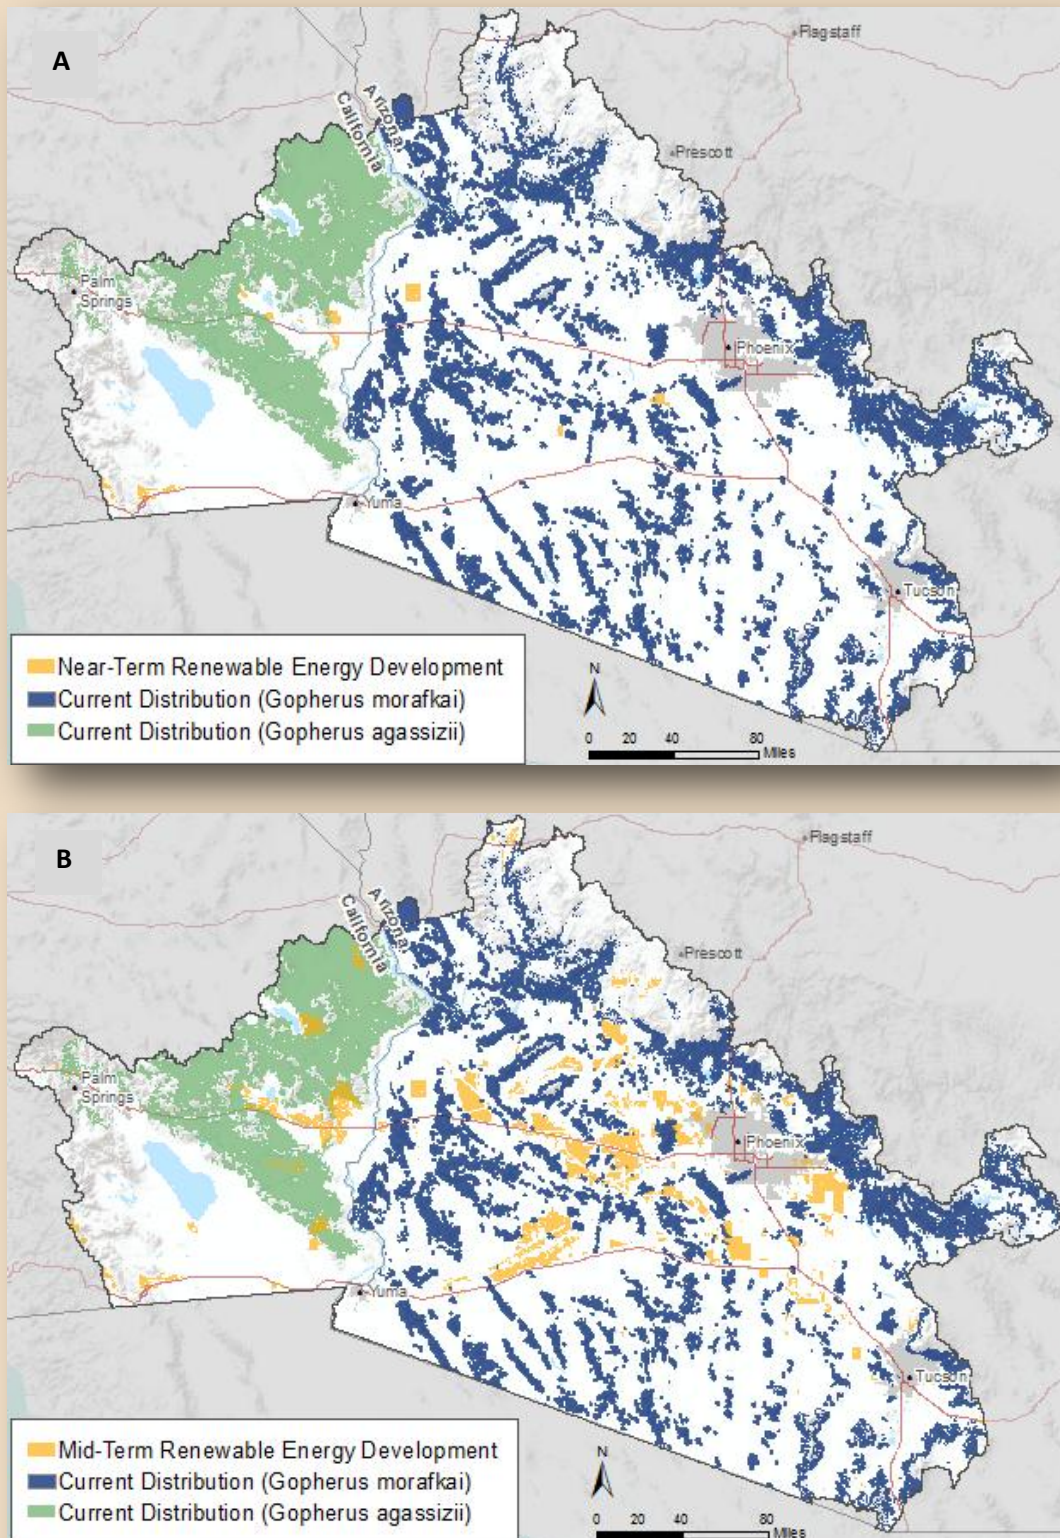 A
Flagstaff
Arizona
California
Prescott
Palm
Springs
Phoenix
Yuma
Tucson
Near-Term Renewable Energy Development
Current Distribution (Gopherus morafkai)
Current Distribution (Gopherus agassizii)
N
0 20 40 80
Miles
B
Flagstaff
Arizona
California
Prescott
Palm
Springs
Phoenix
Yuma
Tucson
Mid-Term Renewable Energy Development
Current Distribution (Gopherus morafkai)
Current Distribution (Gopherus agassizii)
N
0 20 40 80
Miles